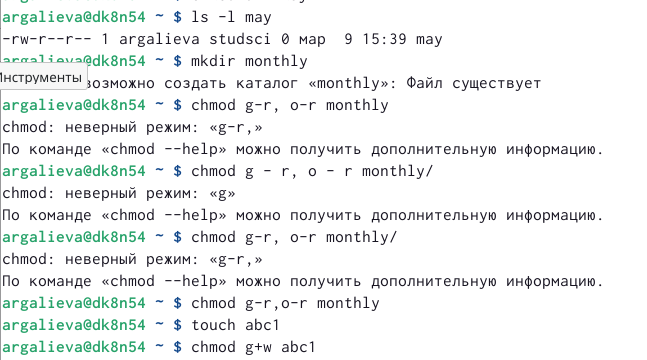 argalieva@dk8n54 ~ $ ls -l may
-rw-r--r-- 1 argalieva studsci 0 мар  9 15:39 may
argalieva@dk8n54 ~ $ mkdir monthly
Инструменты
возможно создать каталог «monthly»: Файл существует
argalieva@dk8n54 ~ $ chmod g-r, o-r monthly
chmod: неверный режим: «g-r,»
По команде «chmod --help» можно получить дополнительную информацию.
argalieva@dk8n54 ~ $ chmod g - r, o - r monthly/
chmod: неверный режим: «g»
По команде «chmod --help» можно получить дополнительную информацию.
argalieva@dk8n54 ~ $ chmod g-r, o-r monthly/
chmod: неверный режим: «g-r,»
По команде «chmod --help» можно получить дополнительную информацию.
argalieva@dk8n54 ~ $ chmod g-r,o-r monthly
argalieva@dk8n54 ~ $ touch abc1
argalieva@dk8n54 ~ $ chmod g+w abc1